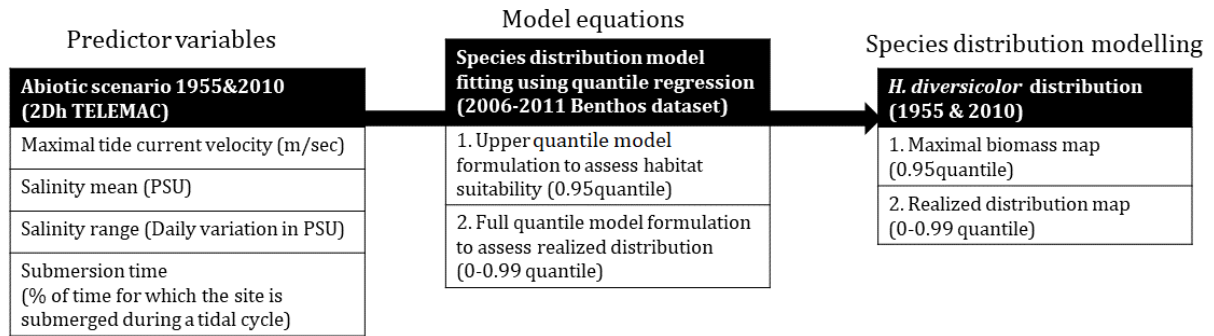 Predictor variables
Abiotic scenario 1955&2010
(2Dh TELEMAC)
Maximal tide current velocity (m/sec)
Salinity mean (PSU)
Salinity range (Daily variation in PSU)
Submersion time
(% of time for which the site is
submerged during a tidal cycle)
Model equations
Species distribution model
fitting using quantile regression
(2006-2011 Benthos dataset)
1. Upper quantile model
formulation to assess habitat
suitability (0.95quantile)
2. Full quantile model formulation
to assess realized distribution
(0-0.99 quantile)
Species distribution modelling
H. diversicolor distribution
(1955 & 2010)
1. Maximal biomass map
(0.95quantile)
2. Realized distribution map
(0-0.99 quantile)